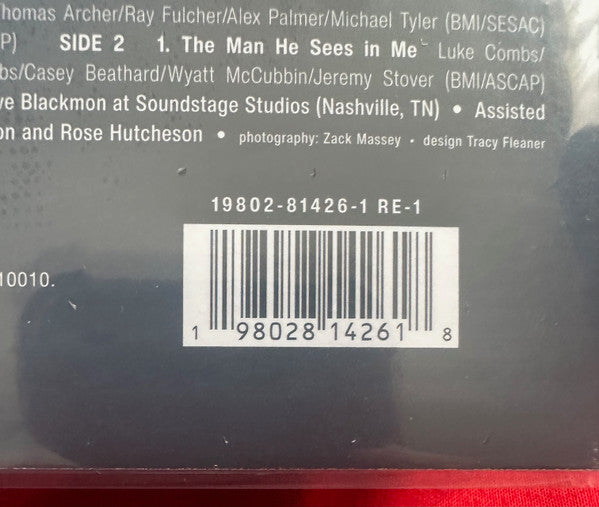 Thomas Archer/Ray Fulcher/Alex Palmer/Michael Tyler (BMI/SESAC)
P) SIDE 2 1. The Man He Sees in Me Luke Combs/
bs/Casey Beathard/Wyatt McCubbin/Jeremy Stover (BMI/ASCAP)
ve Blackmon at Soundstage Studios (Nashville, TN) • Assisted
on and Rose Hutcheson • photography: Zack Massey • design Tracy Fleaner
19802-81426-1 RE-1
10010.
1 98028 14261 8